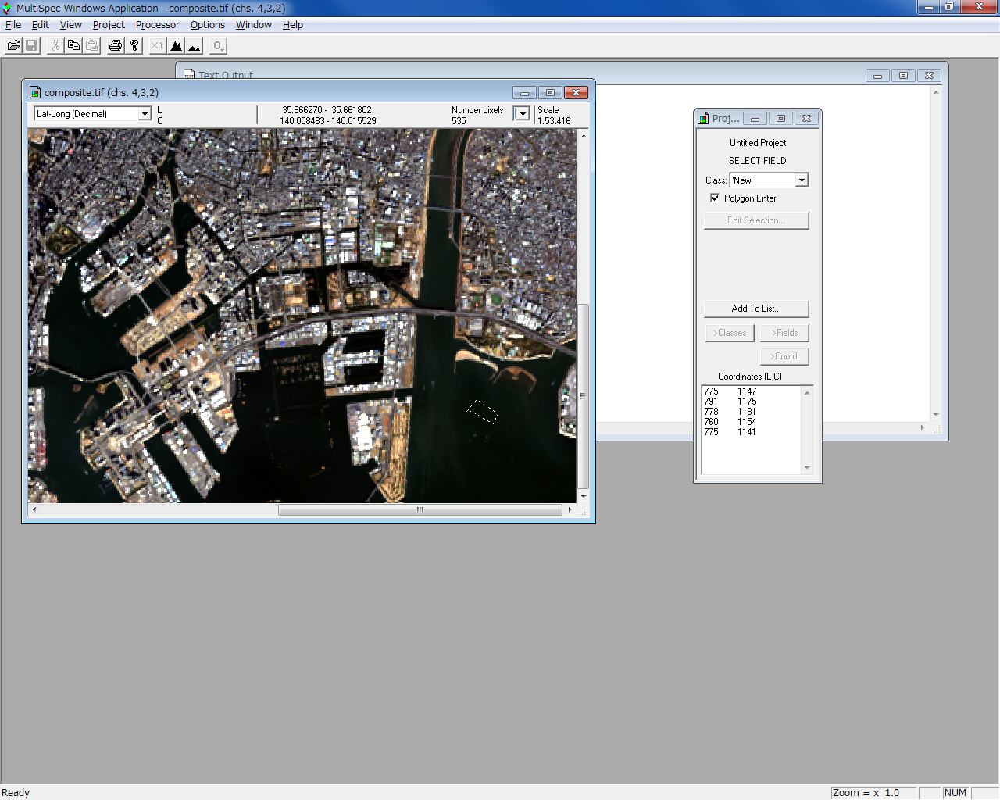 MultiSpec Windows Application - composite.tif (chs. 4,3,2)
File Edit View Project Processor Options Window Help
×1 O
Text Output
composite.tif (chs. 4,3,2)
Lat-Long (Decimal)
L
C
35.666270 - 35.661802
140.008483 - 140.015529
Number pixels
535
Scale
1:53,416
Proj...
Untitled Project
SELECT FIELD
Class: 'New'
Polygon Enter
Edit Selection...
Add To List...
>Classes >Fields
>Coord.
Coordinates (L,C)
775 1147
791 1175
778 1181
760 1154
775 1141
Ready Zoom = x 1.0 NUM